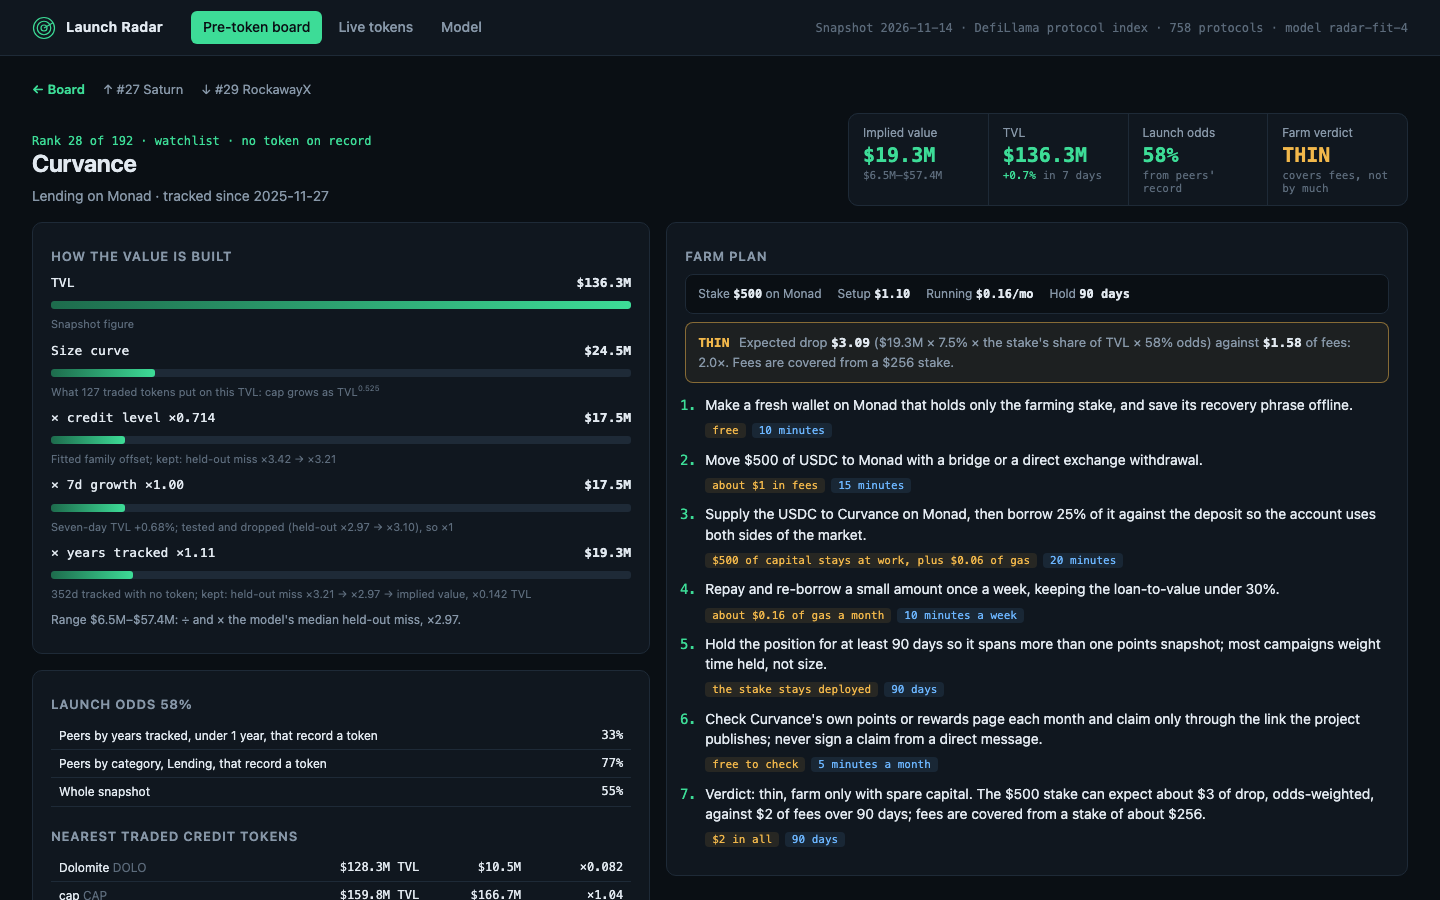 Launch Radar
Pre-token board
Live tokens
Model
Snapshot 2026-11-14 · DefiLlama protocol index · 758 protocols · model radar-fit-4
← Board
↑ #27 Saturn
↓ #29 RockawayX
Rank 28 of 192 · watchlist · no token on record
Curvance
Lending on Monad · tracked since 2025-11-27
Implied value
$19.3M
$6.5M–$57.4M
TVL
$136.3M
+0.7% in 7 days
Launch odds
58%
from peers'
record
Farm verdict
THIN
covers fees, not
by much
HOW THE VALUE IS BUILT
TVL $136.3M
Snapshot figure
Size curve $24.5M
What 127 traded tokens put on this TVL: cap grows as TVL^0.525
× credit level ×0.714 $17.5M
Fitted family offset; kept: held-out miss ×3.42 → ×3.21
× 7d growth ×1.00 $17.5M
Seven-day TVL +0.68%; tested and dropped (held-out ×2.97 → ×3.10), so ×1
× years tracked ×1.11 $19.3M
352d tracked with no token; kept: held-out miss ×3.21 → ×2.97 → implied value, ×0.142 TVL
Range $6.5M–$57.4M: ÷ and × the model's median held-out miss, ×2.97.
LAUNCH ODDS 58%
Peers by years tracked, under 1 year, that record a token 33%
Peers by category, Lending, that record a token 77%
Whole snapshot 55%
NEAREST TRADED CREDIT TOKENS
Dolomite DOLO $128.3M TVL $10.5M ×0.082
cap CAP $159.8M TVL $166.7M ×1.04
FARM PLAN
Stake $500 on Monad Setup $1.10 Running $0.16/mo Hold 90 days
THIN Expected drop $3.09 ($19.3M × 7.5% × the stake's share of TVL × 58% odds) against $1.58 of fees:
2.0×. Fees are covered from a $256 stake.
1. Make a fresh wallet on Monad that holds only the farming stake, and save its recovery phrase offline.
free 10 minutes
2. Move $500 of USDC to Monad with a bridge or a direct exchange withdrawal.
about $1 in fees 15 minutes
3. Supply the USDC to Curvance on Monad, then borrow 25% of it against the deposit so the account uses
both sides of the market.
$500 of capital stays at work, plus $0.06 of gas 20 minutes
4. Repay and re-borrow a small amount once a week, keeping the loan-to-value under 30%.
about $0.16 of gas a month 10 minutes a week
5. Hold the position for at least 90 days so it spans more than one points snapshot; most campaigns weight
time held, not size.
the stake stays deployed 90 days
6. Check Curvance's own points or rewards page each month and claim only through the link the project
publishes; never sign a claim from a direct message.
free to check 5 minutes a month
7. Verdict: thin, farm only with spare capital. The $500 stake can expect about $3 of drop, odds-weighted,
against $2 of fees over 90 days; fees are covered from a stake of about $256.
$2 in all 90 days